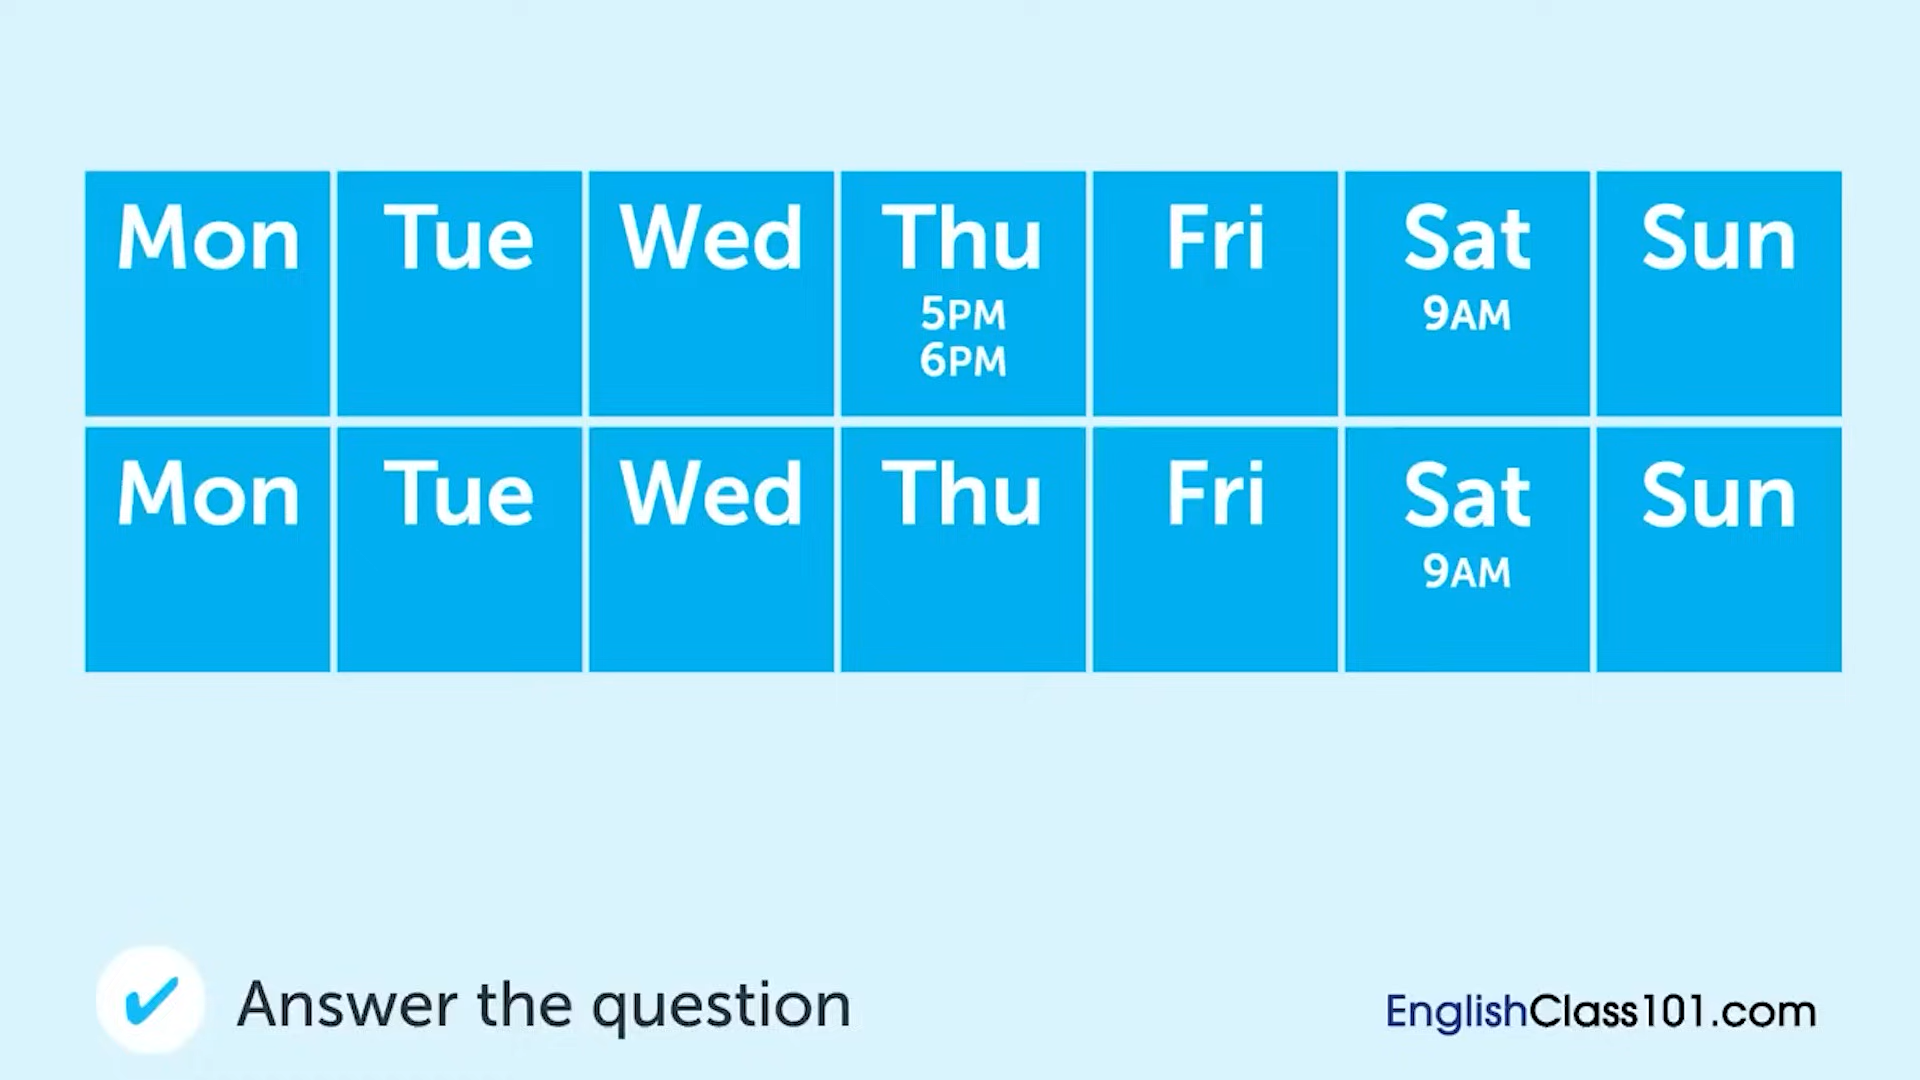 Mon Tue Wed Thu Fri Sat Sun
5PM 9AM
6PM
Mon Tue Wed Thu Fri Sat Sun
9AM
✔ Answer the question
EnglishClass101.com